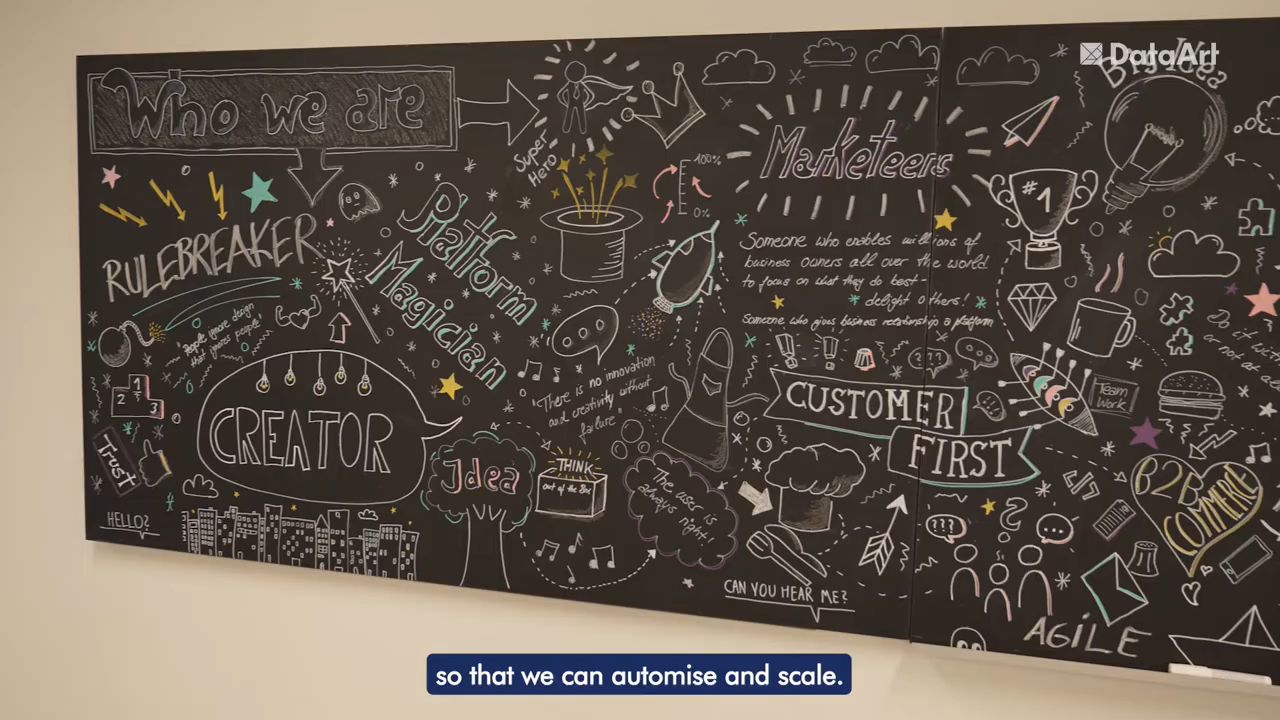 DataArt
Who we are
Super
Hero
100%
0%
Marketeers
Someone who enables millions of
business owners all over the world
to focus on what they do best -
delight others!
Someone who gives business relationship a platform
Big Idea
#1
RULEBREAKER
Platform
Magician
"People ignore design
that ignores people"
CREATOR
1
2
3
Trust
HELLO?
Idea
"There is no innovation
and creativity without
failure"
THINK
out of the Box
The user is
always right!
CUSTOMER
FIRST
???
Team
Work
Do it
or not at
B2B
COMMERCE
???
?
CAN YOU HEAR ME?
AGILE
so that we can automise and scale.